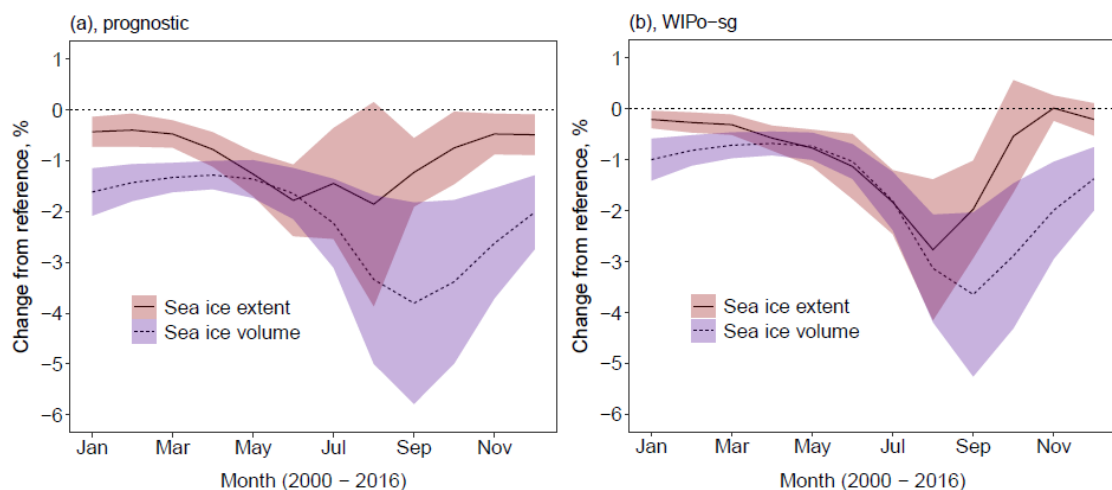 (a), prognostic
1
0
−1
−2
−3
−4
−5
−6
Change from reference, %
Sea ice extent
Sea ice volume
Jan Mar May Jul Sep Nov
Month (2000 − 2016)
(b), WIPo−sg
1
0
−1
−2
−3
−4
−5
−6
Change from reference, %
Sea ice extent
Sea ice volume
Jan Mar May Jul Sep Nov
Month (2000 − 2016)